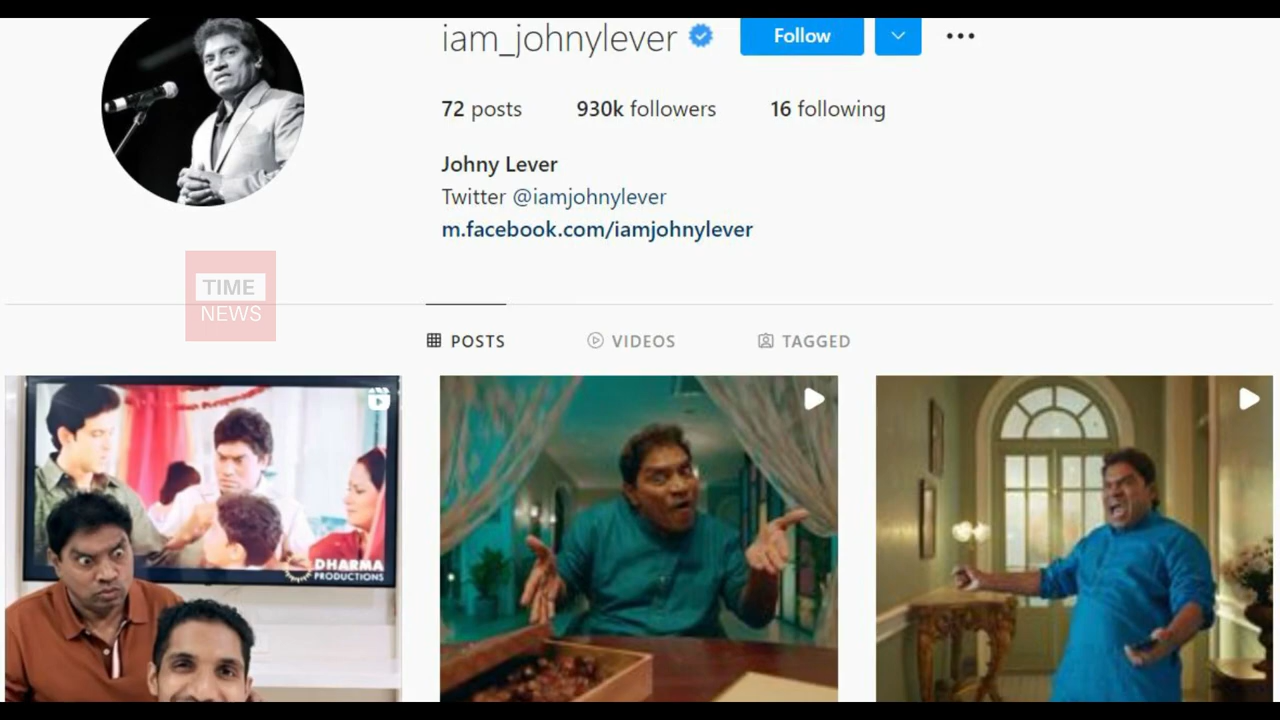 iam_johnylever
Follow
72 posts 930k followers 16 following
Johny Lever
Twitter @iamjohnylever
m.facebook.com/iamjohnylever
TIME
NEWS
POSTS VIDEOS TAGGED
DHARMA
PRODUCTIONS